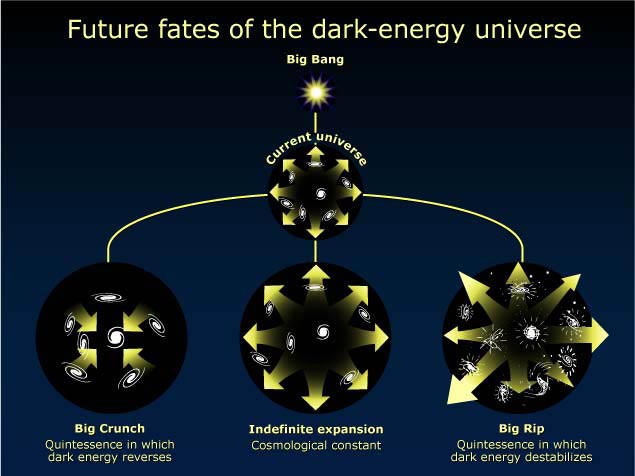 Future fates of the dark-energy universe
Big Bang
Current universe
Big Crunch
Quintessence in which
dark energy reverses
Indefinite expansion
Cosmological constant
Big Rip
Quintessence in which
dark energy destabilizes